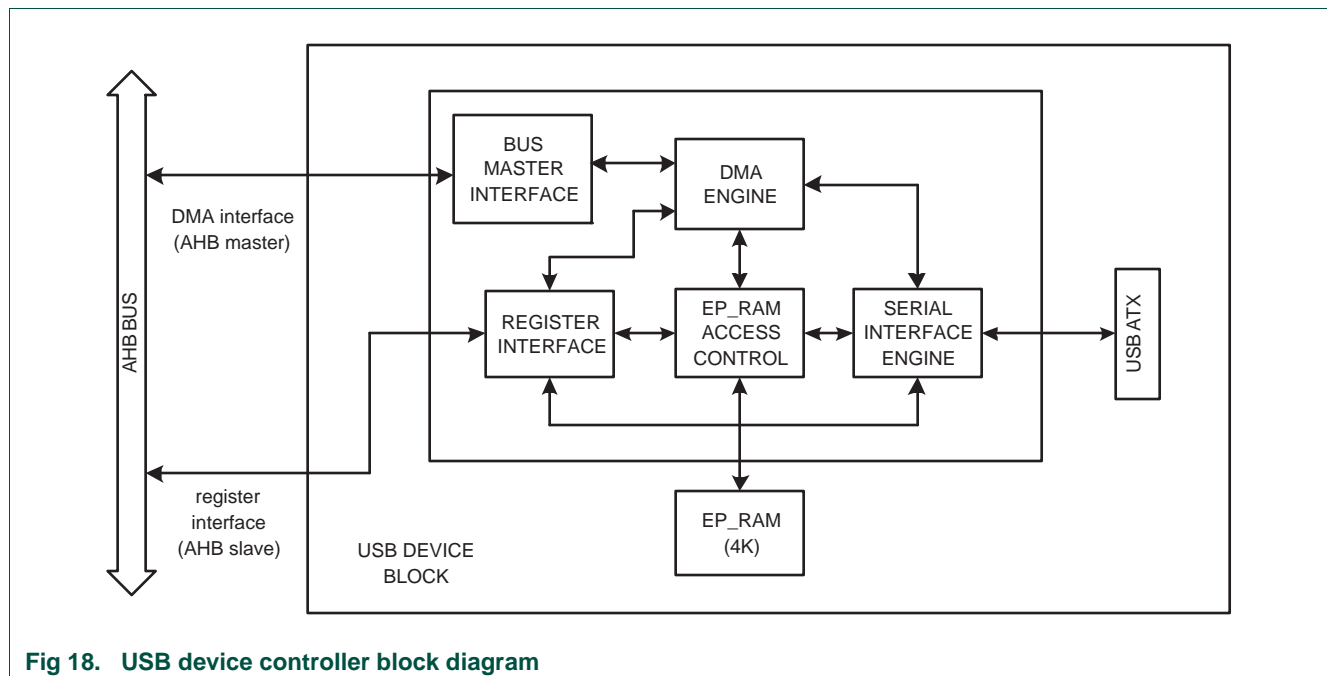 AHB BUS
DMA interface
(AHB master)
register
interface
(AHB slave)
BUS
MASTER
INTERFACE
DMA
ENGINE
REGISTER
INTERFACE
EP_RAM
ACCESS
CONTROL
SERIAL
INTERFACE
ENGINE
USB ATX
EP_RAM
(4K)
USB DEVICE
BLOCK
Fig 18. USB device controller block diagram